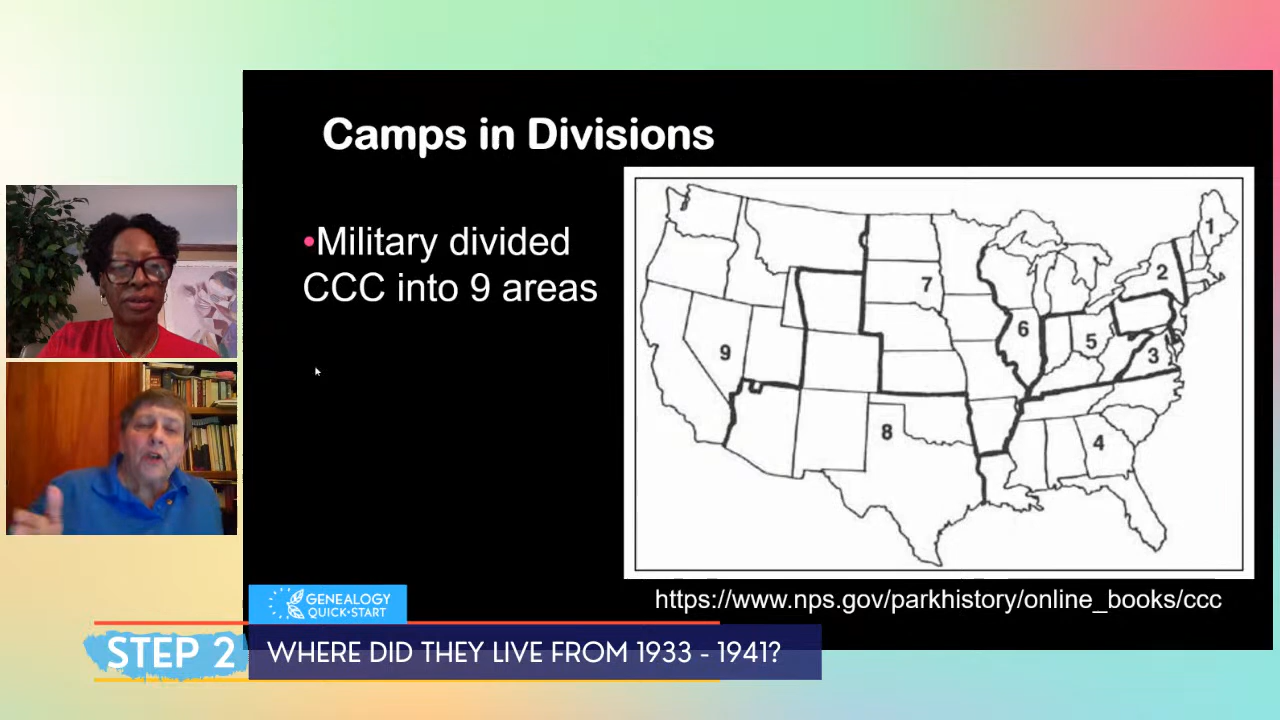 Camps in Divisions
•Military divided
CCC into 9 areas
1
2
7
6
5
9
3
8
4
https://www.nps.gov/parkhistory/online_books/ccc
GENEALOGY
QUICK•START
STEP 2
WHERE DID THEY LIVE FROM 1933 - 1941?